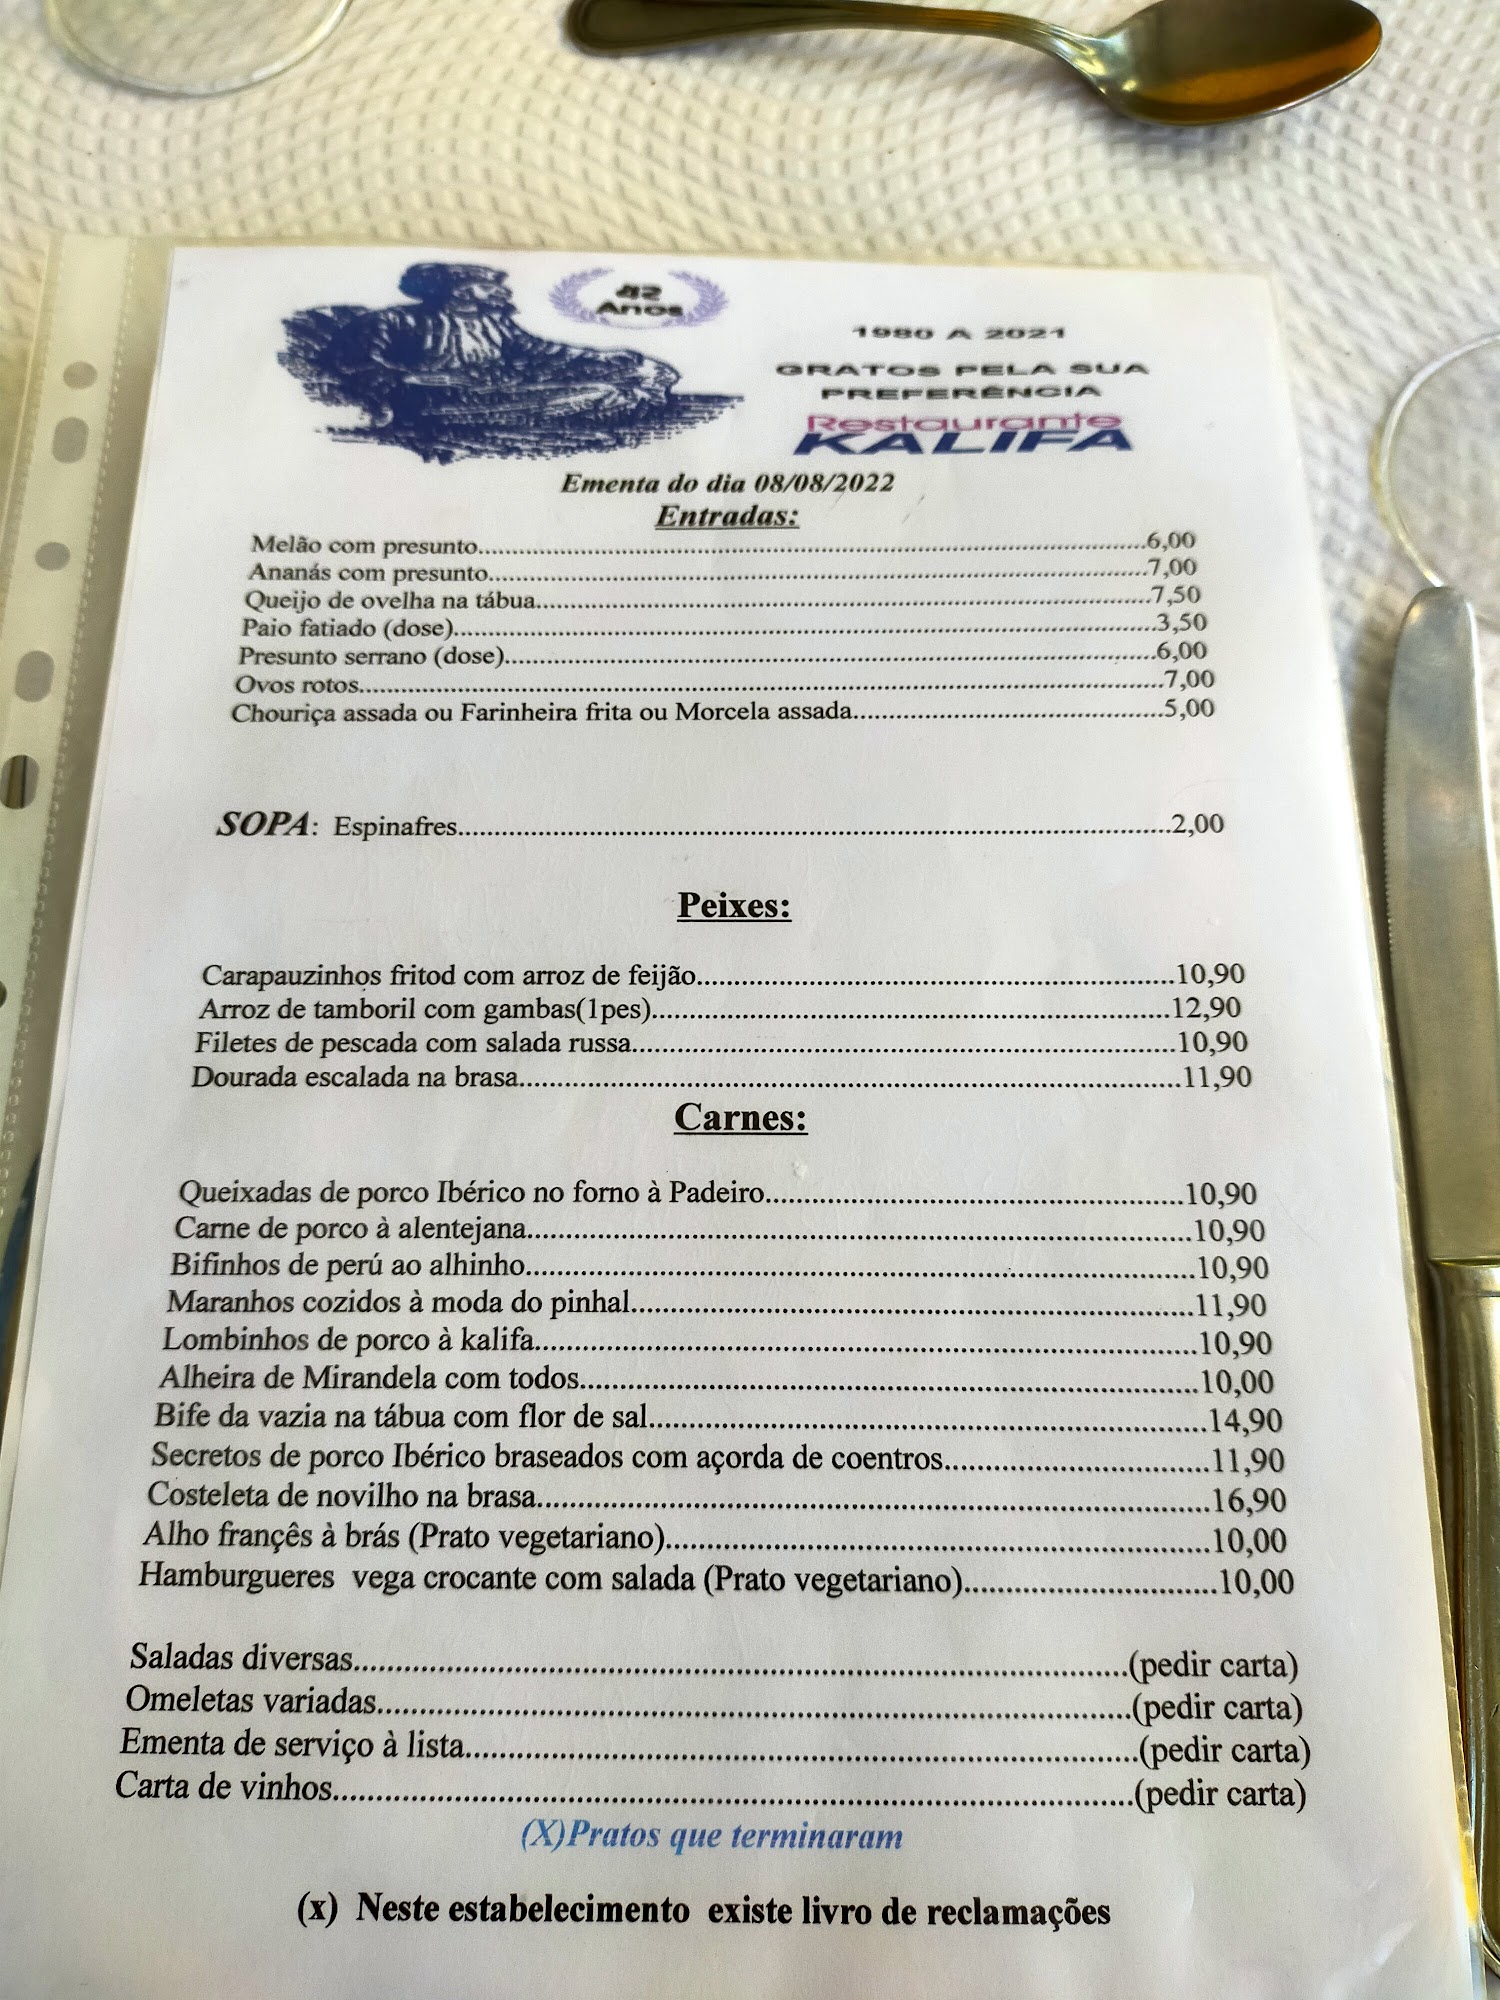 42
Anos
1980 A 2021
GRATOS PELA SUA
PREFERÊNCIA
Restaurante
KALIFA
Ementa do dia 08/08/2022
Entradas:
Melão com presunto..........6,00
Ananás com presunto..........7,00
Queijo de ovelha na tábua..........7,50
Paio fatiado (dose)..........3,50
Presunto serrano (dose)..........6,00
Ovos rotos..........7,00
Chouriça assada ou Farinheira frita ou Morcela assada..........5,00
SOPA: Espinafres..........2,00
Peixes:
Carapauzinhos fritod com arroz de feijão..........10,90
Arroz de tamboril com gambas(1pes)..........12,90
Filetes de pescada com salada russa..........10,90
Dourada escalada na brasa..........11,90
Carnes:
Queixadas de porco Ibérico no forno à Padeiro..........10,90
Carne de porco à alentejana..........10,90
Bifinhos de perú ao alhinho..........10,90
Maranhos cozidos à moda do pinhal..........11,90
Lombinhos de porco à kalifa..........10,90
Alheira de Mirandela com todos..........10,00
Bife da vazia na tábua com flor de sal..........14,90
Secretos de porco Ibérico braseados com açorda de coentros..........11,90
Costeleta de novilho na brasa..........16,90
Alho françês à brás (Prato vegetariano)..........10,00
Hamburgueres vega crocante com salada (Prato vegetariano)..........10,00
Saladas diversas..........(pedir carta)
Omeletas variadas..........(pedir carta)
Ementa de serviço à lista..........(pedir carta)
Carta de vinhos..........(pedir carta)
(X)Pratos que terminaram
(x) Neste estabelecimento existe livro de reclamações